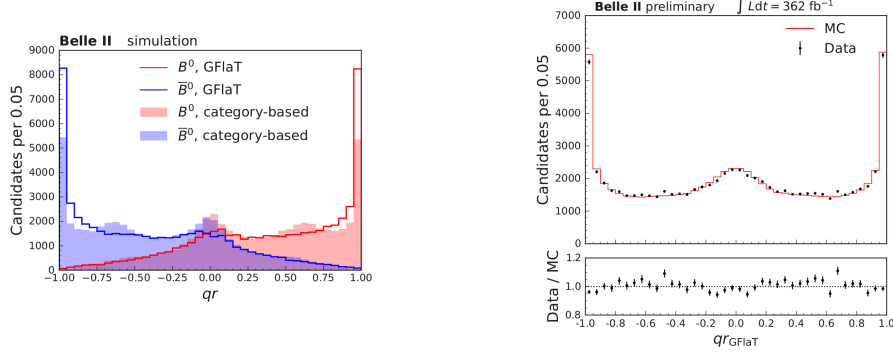 Belle II simulation
9000
8000
7000
6000
5000
4000
3000
2000
1000
0
Candidates per 0.05
B⁰, GFlaT
B̅⁰, GFlaT
B⁰, category-based
B̅⁰, category-based
−1.00 −0.75 −0.50 −0.25 0.00 0.25 0.50 0.75 1.00
qr
Belle II preliminary ∫ Ldt = 362 fb⁻¹
7000
6000
5000
4000
3000
2000
1000
0
Candidates per 0.05
MC
Data
1.2
1.0
0.8
Data / MC
-1.0 -0.8 -0.6 -0.4 -0.2 0.0 0.2 0.4 0.6 0.8 1.0
qr_GFlaT